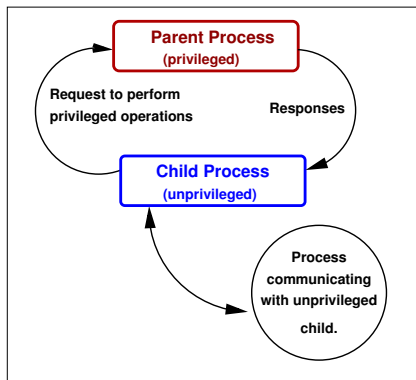 Parent Process
(privileged)
Request to perform
privileged operations
Responses
Child Process
(unprivileged)
Process
communicating
with unprivileged
child.